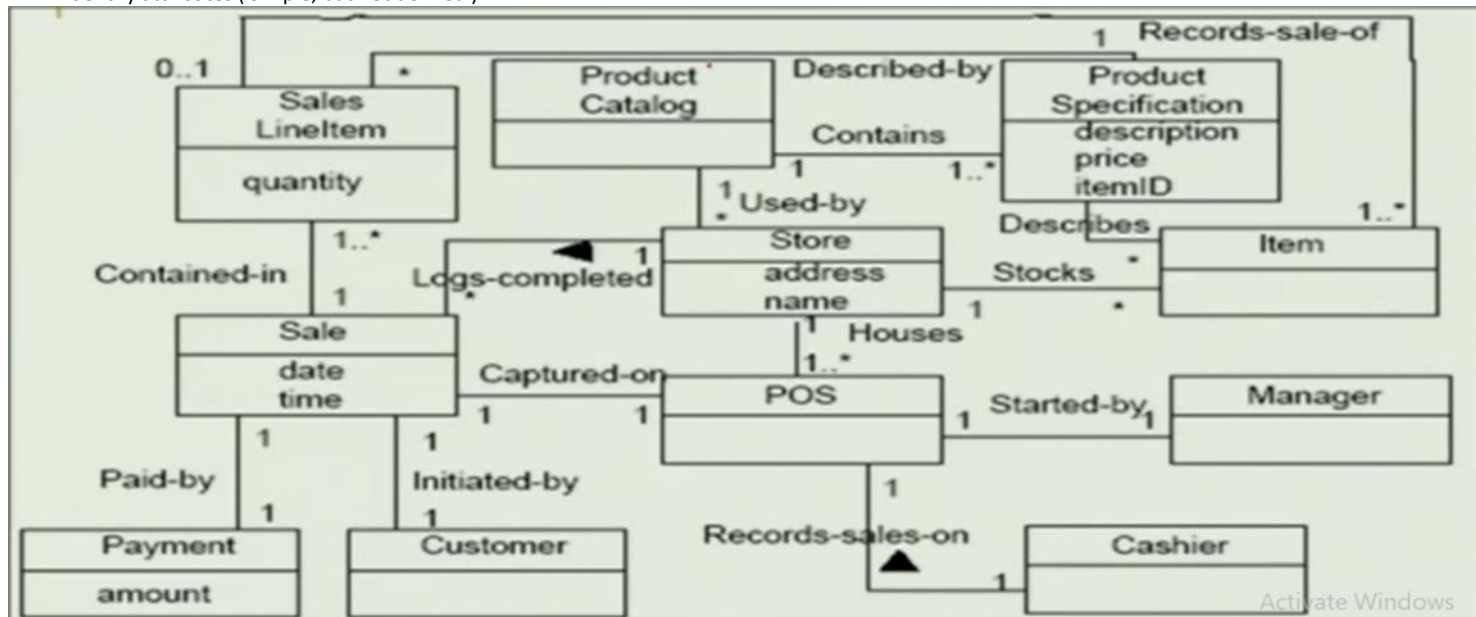 Records-sale-of
1
0..1
*
Product
Catalog
Described-by
Product
Specification
description
price
itemID
Sales
LineItem
quantity
Contains
1
1..*
1
Used-by
*
Describes
1..*
*
Item
1..*
Contained-in
1
Logs-completed
*
1
Store
address
name
Stocks
1
*
1
Houses
1..*
Sale
date
time
Captured-on
1
1
POS
Started-by
1
1
Manager
1
Paid-by
1
1
Initiated-by
1
1
Records-sales-on
1
Payment
amount
Customer
Cashier
Activate Windows